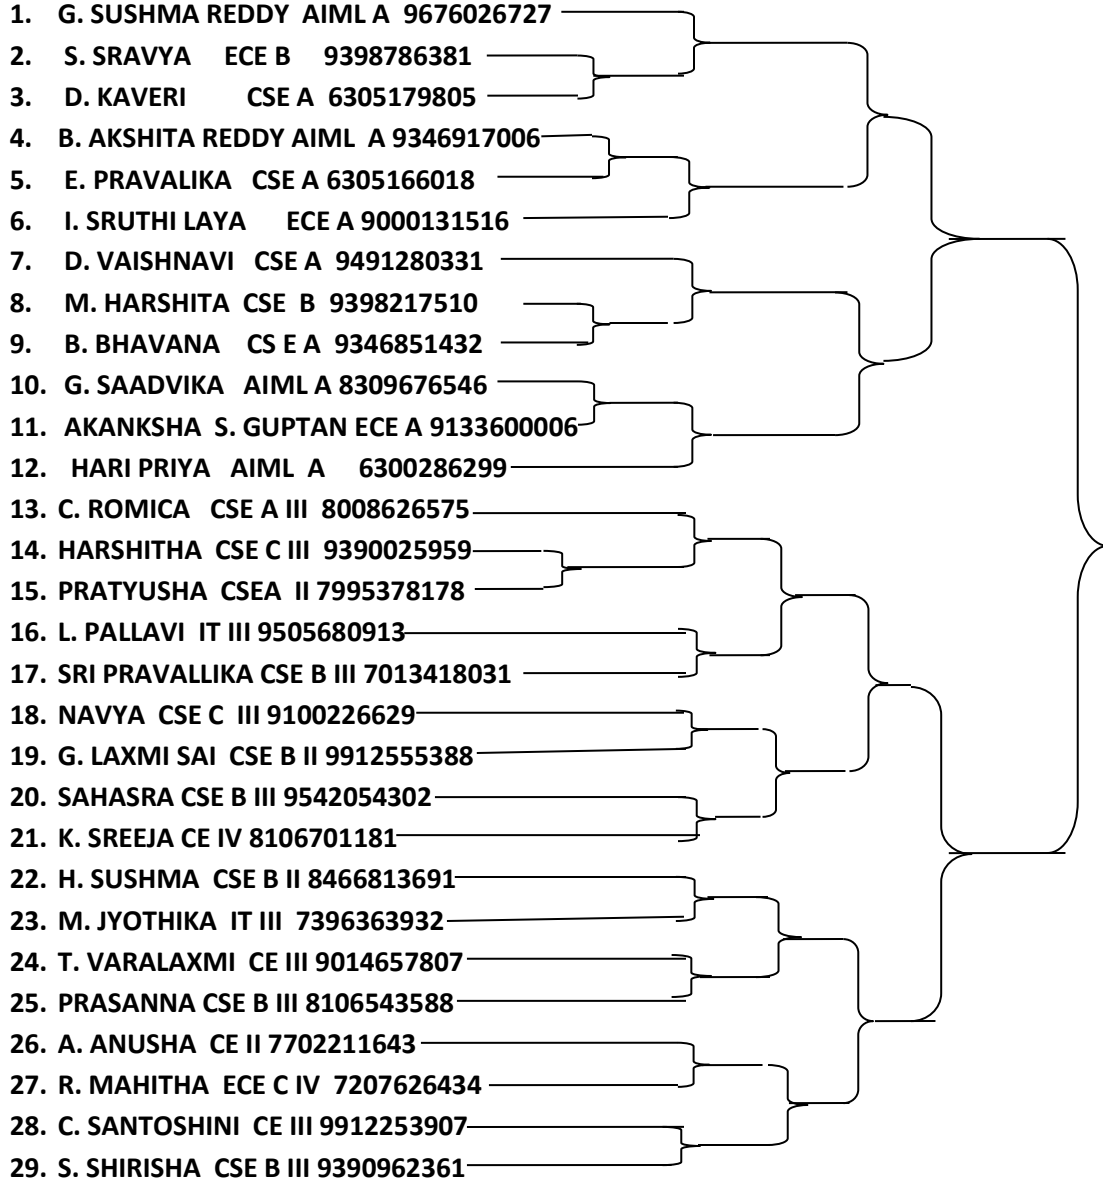 1. G. SUSHMA REDDY AIML A 9676026727
2. S. SRAVYA ECE B 9398786381
3. D. KAVERI CSE A 6305179805
4. B. AKSHITA REDDY AIML A 9346917006
5. E. PRAVALIKA CSE A 6305166018
6. I. SRUTHI LAYA ECE A 9000131516
7. D. VAISHNAVI CSE A 9491280331
8. M. HARSHITA CSE B 9398217510
9. B. BHAVANA CS E A 9346851432
10. G. SAADVIKA AIML A 8309676546
11. AKANKSHA S. GUPTAN ECE A 9133600006
12. HARI PRIYA AIML A 6300286299
13. C. ROMICA CSE A III 8008626575
14. HARSHITHA CSE C III 9390025959
15. PRATYUSHA CSEA II 7995378178
16. L. PALLAVI IT III 9505680913
17. SRI PRAVALLIKA CSE B III 7013418031
18. NAVYA CSE C III 9100226629
19. G. LAXMI SAI CSE B II 9912555388
20. SAHASRA CSE B III 9542054302
21. K. SREEJA CE IV 8106701181
22. H. SUSHMA CSE B II 8466813691
23. M. JYOTHIKA IT III 7396363932
24. T. VARALAXMI CE III 9014657807
25. PRASANNA CSE B III 8106543588
26. A. ANUSHA CE II 7702211643
27. R. MAHITHA ECE C IV 7207626434
28. C. SANTOSHINI CE III 9912253907
29. S. SHIRISHA CSE B III 9390962361